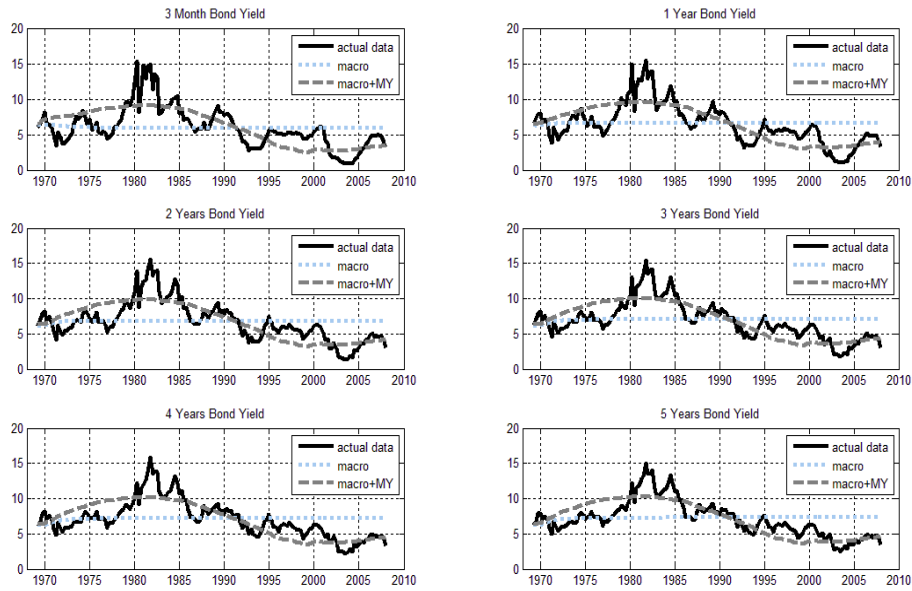 3 Month Bond Yield
20
15
10
5
0
actual data
macro
macro+MY
1970 1975 1980 1985 1990 1995 2000 2005 2010
1 Year Bond Yield
20
15
10
5
0
actual data
macro
macro+MY
1970 1975 1980 1985 1990 1995 2000 2005 2010
2 Years Bond Yield
20
15
10
5
0
actual data
macro
macro+MY
1970 1975 1980 1985 1990 1995 2000 2005 2010
3 Years Bond Yield
20
15
10
5
0
actual data
macro
macro+MY
1970 1975 1980 1985 1990 1995 2000 2005 2010
4 Years Bond Yield
20
15
10
5
0
actual data
macro
macro+MY
1970 1975 1980 1985 1990 1995 2000 2005 2010
5 Years Bond Yield
20
15
10
5
0
actual data
macro
macro+MY
1970 1975 1980 1985 1990 1995 2000 2005 2010